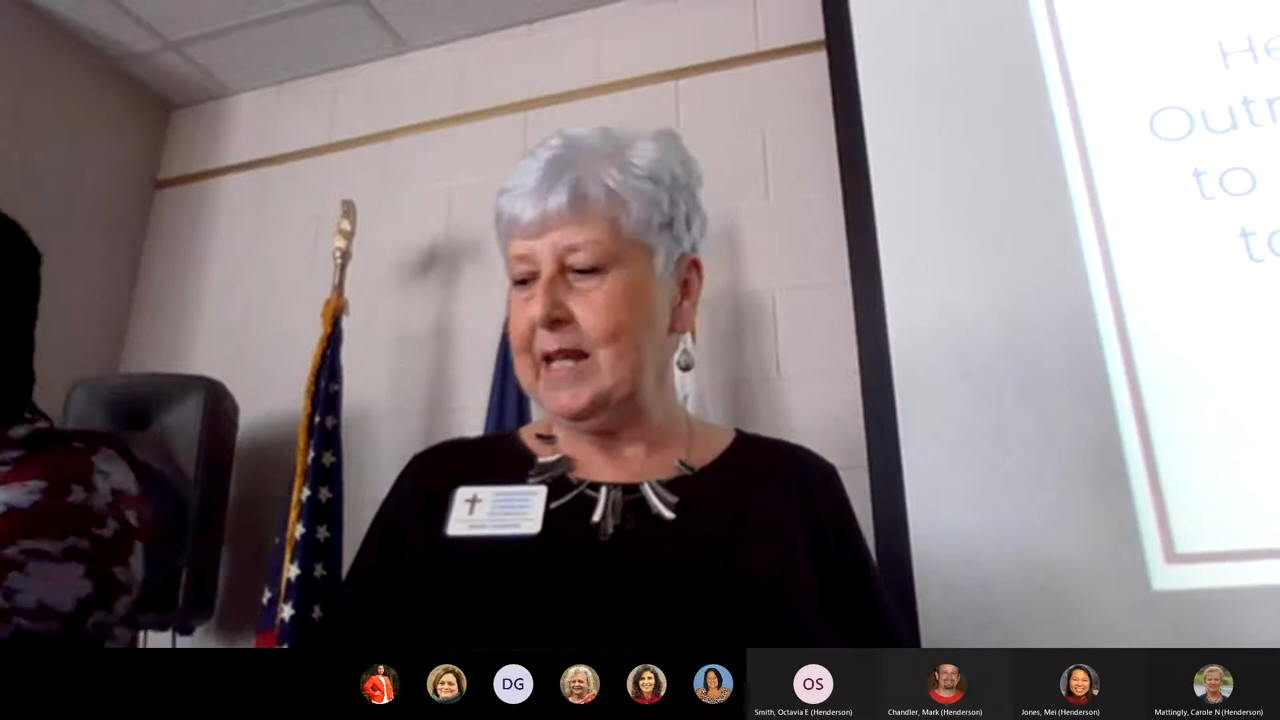 He
Outr
to
to
DG
OS
Smith, Octavia E (Henderson)
Chandler, Mark (Henderson)
Jones, Mei (Henderson)
Mattingly, Carole N (Henderson)